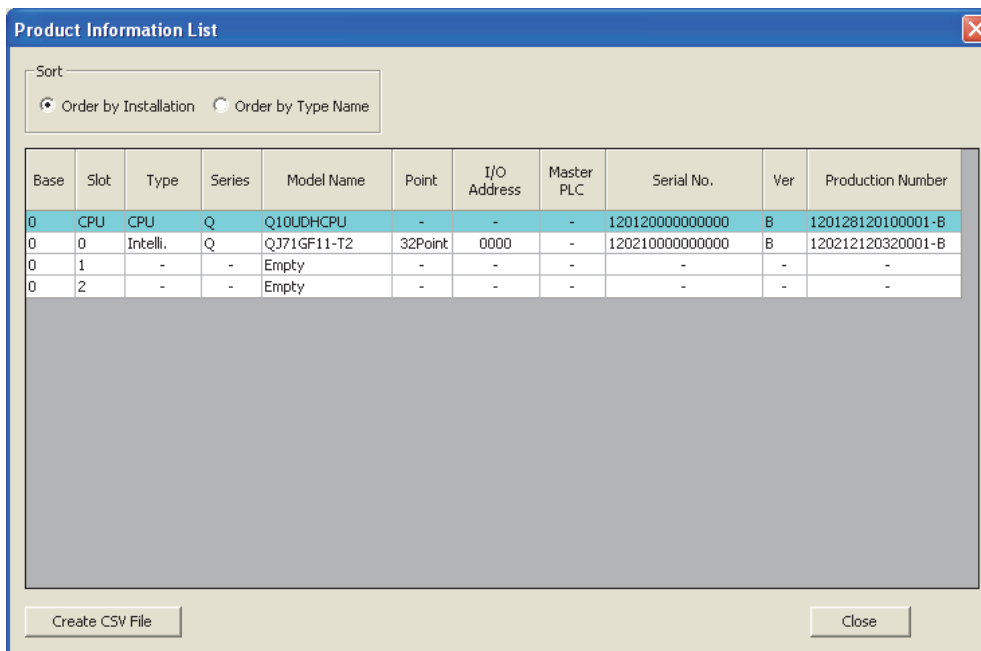 Product Information List
Sort
Order by Installation Order by Type Name
Base Slot Type Series Model Name Point I/O Address Master PLC Serial No. Ver Production Number
0 CPU CPU Q Q10UDHCPU - - - 120120000000000 B 120128120100001-B
0 0 Intelli. Q QJ71GF11-T2 32Point 0000 - 120210000000000 B 120212120320001-B
0 1 - - Empty - - - - - -
0 2 - - Empty - - - - - -
Create CSV File Close